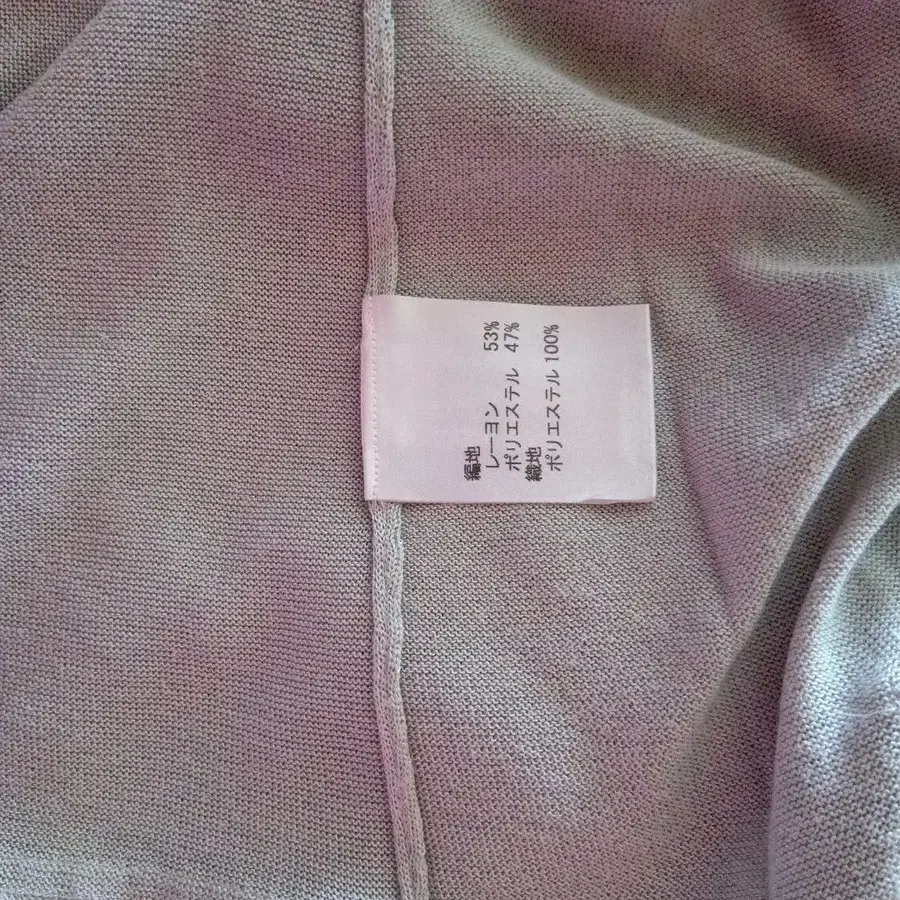 編地
レーヨン 53%
ポリエステル 47%
織地
ポリエステル 100%